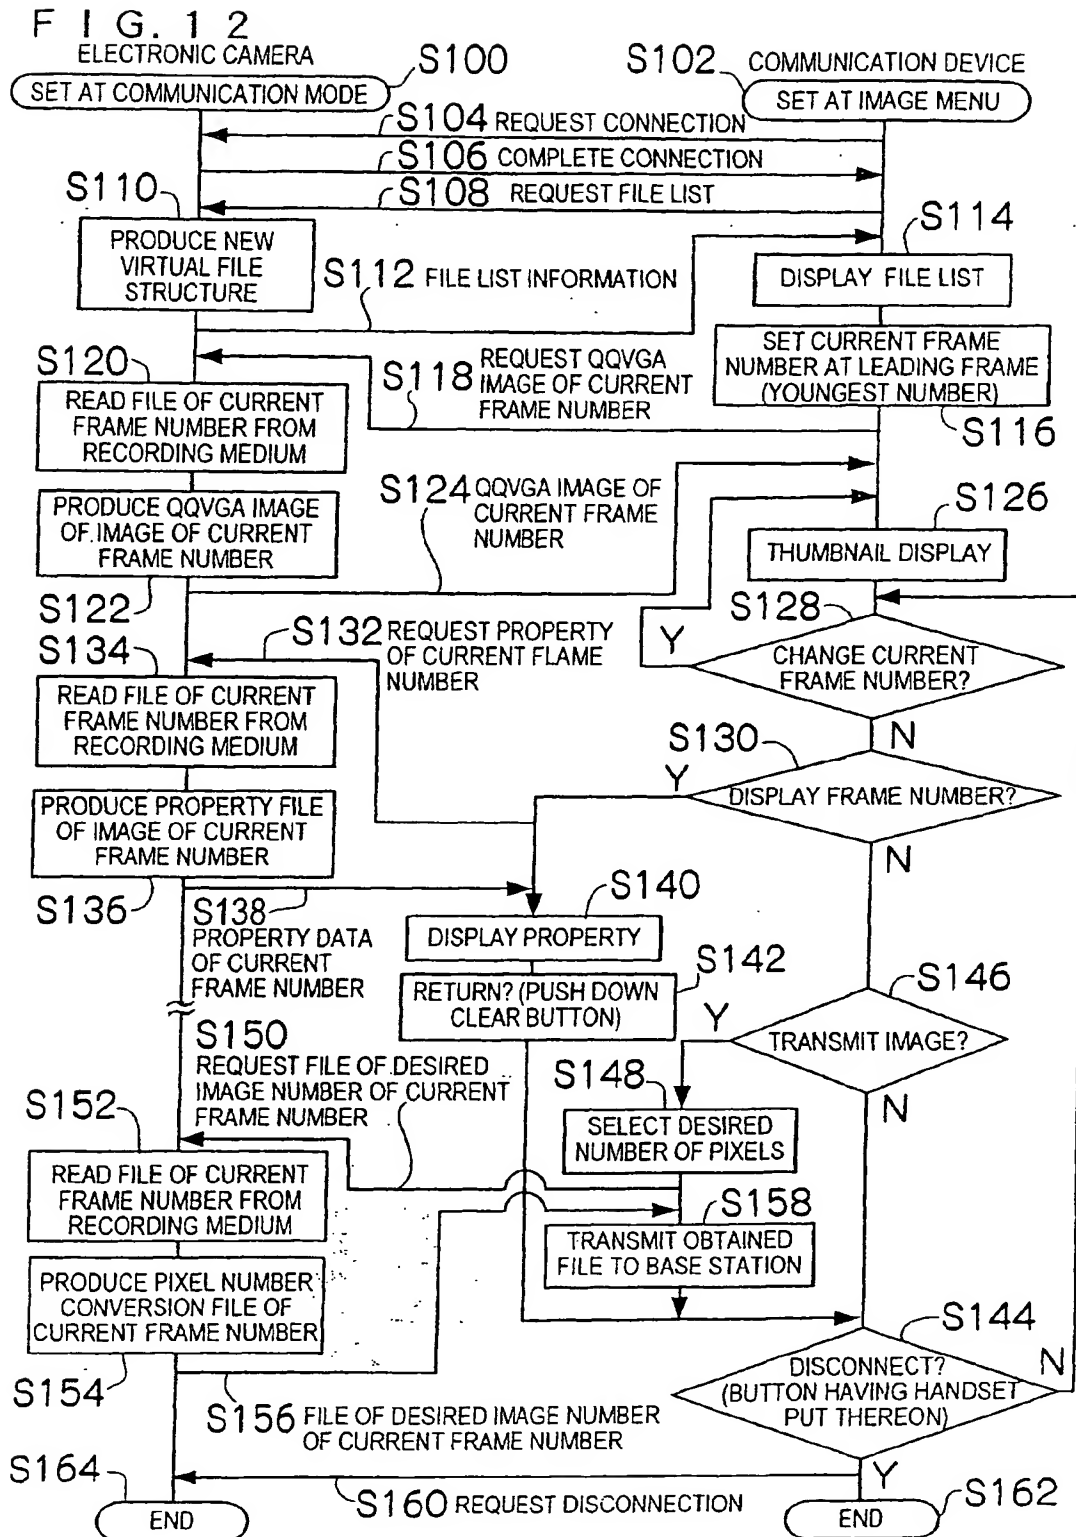 FIG. 12
ELECTRONIC CAMERA
S100
SET AT COMMUNICATION MODE
S102
COMMUNICATION DEVICE
SET AT IMAGE MENU
S104 REQUEST CONNECTION
S106 COMPLETE CONNECTION
S108 REQUEST FILE LIST
S110
PRODUCE NEW
VIRTUAL FILE
STRUCTURE
S112 FILE LIST INFORMATION
S114
DISPLAY FILE LIST
SET CURRENT FRAME
NUMBER AT LEADING FRAME
(YOUNGEST NUMBER)
S116
S118
REQUEST QQVGA
IMAGE OF CURRENT
FRAME NUMBER
S120
READ FILE OF CURRENT
FRAME NUMBER FROM
RECORDING MEDIUM
PRODUCE QQVGA IMAGE
OF IMAGE OF CURRENT
FRAME NUMBER
S122
S124 QQVGA IMAGE OF
CURRENT FRAME
NUMBER
S126
THUMBNAIL DISPLAY
S128
Y
CHANGE CURRENT
FRAME NUMBER?
N
S132 REQUEST PROPERTY
OF CURRENT FLAME
NUMBER
S134
READ FILE OF CURRENT
FRAME NUMBER FROM
RECORDING MEDIUM
S130
Y
DISPLAY FRAME NUMBER?
N
PRODUCE PROPERTY FILE
OF IMAGE OF CURRENT
FRAME NUMBER
S136
S138
PROPERTY DATA
OF CURRENT
FRAME NUMBER
S140
DISPLAY PROPERTY
S142
RETURN? (PUSH DOWN
CLEAR BUTTON)
S146
Y
TRANSMIT IMAGE?
N
S150
REQUEST FILE OF DESIRED
IMAGE NUMBER OF CURRENT
FRAME NUMBER
S148
SELECT DESIRED
NUMBER OF PIXELS
S152
READ FILE OF CURRENT
FRAME NUMBER FROM
RECORDING MEDIUM
S158
TRANSMIT OBTAINED
FILE TO BASE STATION
PRODUCE PIXEL NUMBER
CONVERSION FILE OF
CURRENT FRAME NUMBER
S154
S144
DISCONNECT?
(BUTTON HAVING HANDSET
PUT THEREON)
N
Y
S156 FILE OF DESIRED IMAGE NUMBER
OF CURRENT FRAME NUMBER
S164
END
S160 REQUEST DISCONNECTION
S162
END